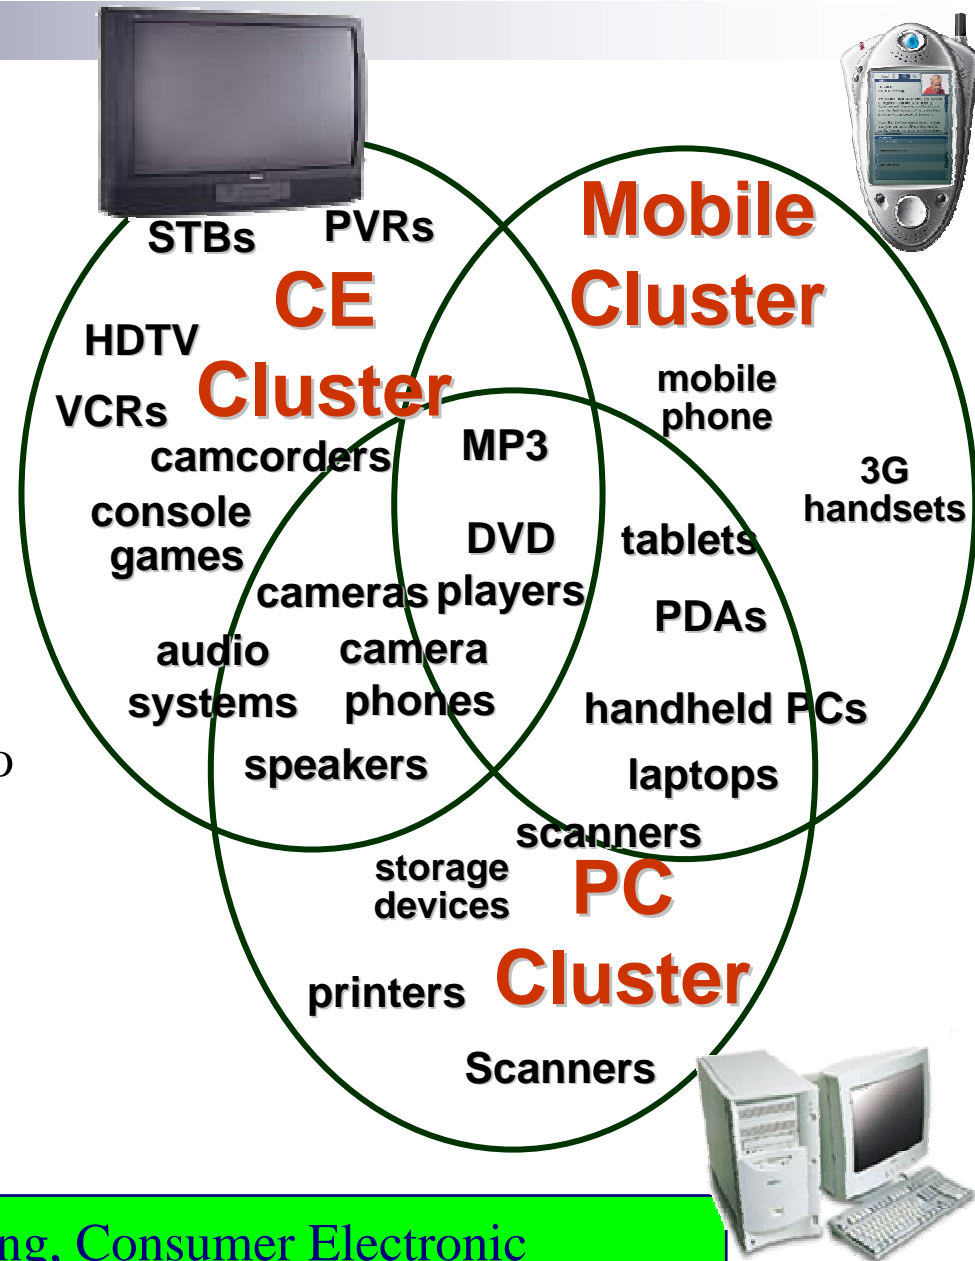 STBs
PVRs
CE
Cluster
HDTV
VCRs
camcorders
console
games
cameras
audio
systems
camera
phones
speakers
Mobile
Cluster
mobile
phone
3G
handsets
MP3
DVD
players
tablets
PDAs
handheld PCs
laptops
scanners
storage
devices
PC
Cluster
printers
Scanners
Consumer Electronic